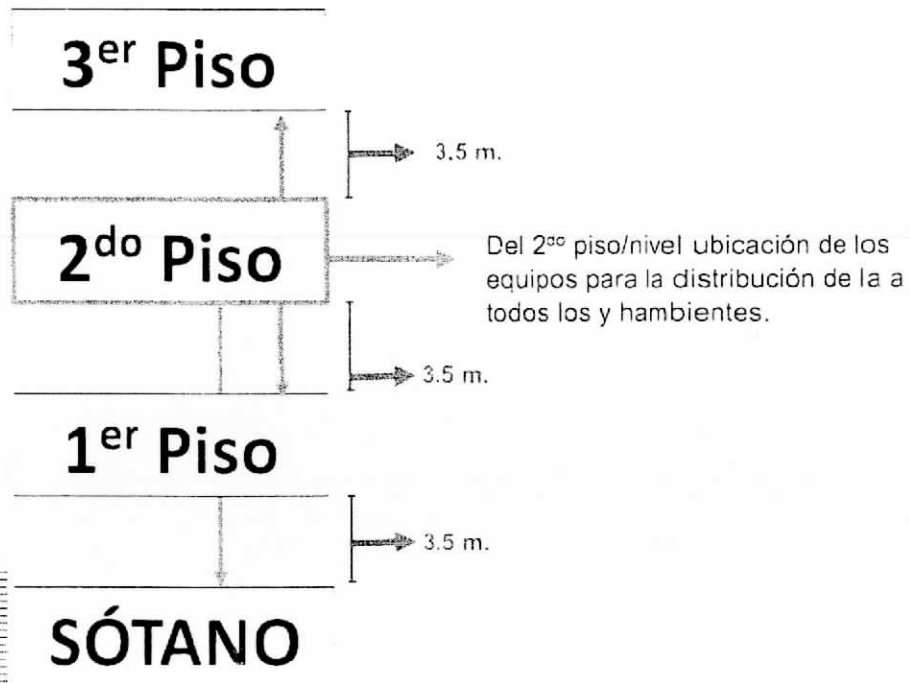 3er Piso
3.5 m.
2do Piso
Del 2do piso/nivel ubicación de los
equipos para la distribución de la a
todos los y hambientes.
3.5 m.
1er Piso
3.5 m.
SÓTANO